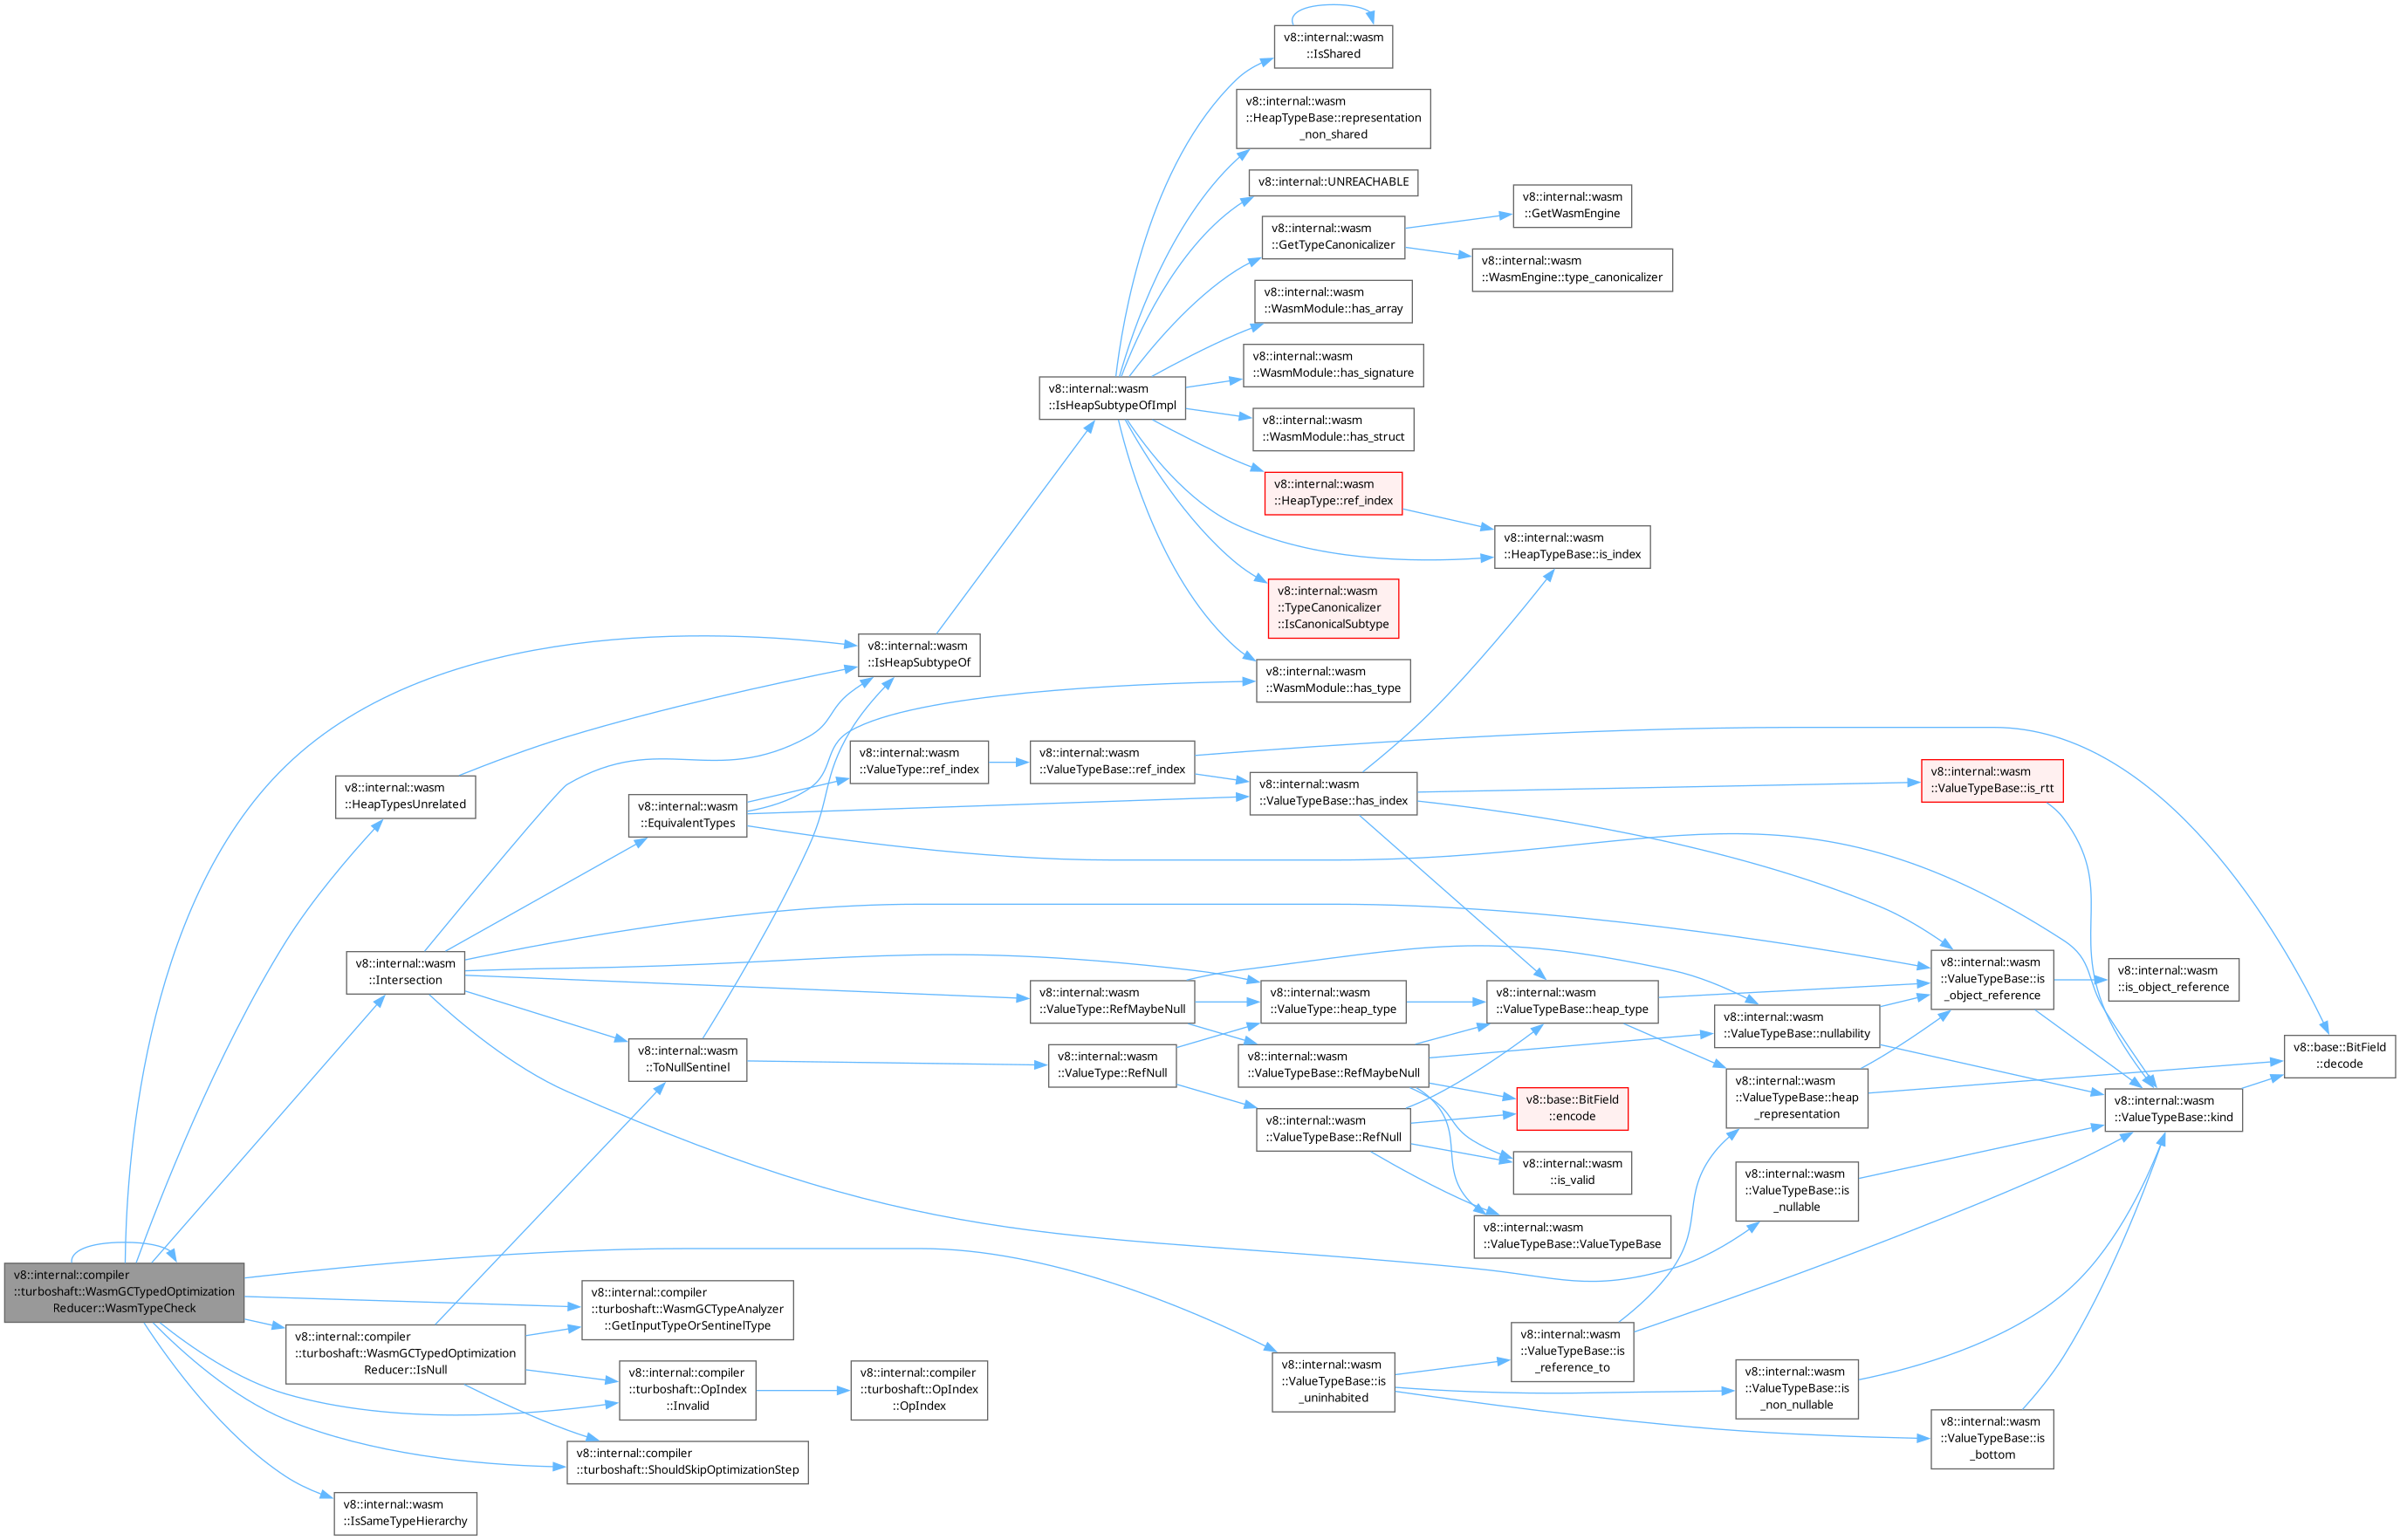 v8::internal::wasm
::IsShared
v8::internal::wasm
::HeapTypeBase::representation
_non_shared
v8::internal::UNREACHABLE
v8::internal::wasm
::GetTypeCanonicalizer
v8::internal::wasm
::GetWasmEngine
v8::internal::wasm
::WasmEngine::type_canonicalizer
v8::internal::wasm
::WasmModule::has_array
v8::internal::wasm
::WasmModule::has_signature
v8::internal::wasm
::IsHeapSubtypeOfImpl
v8::internal::wasm
::WasmModule::has_struct
v8::internal::wasm
::HeapType::ref_index
v8::internal::wasm
::HeapTypeBase::is_index
v8::internal::wasm
::TypeCanonicalizer
::IsCanonicalSubtype
v8::internal::wasm
::IsHeapSubtypeOf
v8::internal::wasm
::WasmModule::has_type
v8::internal::wasm
::ValueType::ref_index
v8::internal::wasm
::ValueTypeBase::ref_index
v8::internal::wasm
::HeapTypesUnrelated
v8::internal::wasm
::EquivalentTypes
v8::internal::wasm
::ValueTypeBase::has_index
v8::internal::wasm
::ValueTypeBase::is_rtt
v8::internal::wasm
::Intersection
v8::internal::wasm
::ValueType::RefMaybeNull
v8::internal::wasm
::ValueType::heap_type
v8::internal::wasm
::ValueTypeBase::heap_type
v8::internal::wasm
::ValueTypeBase::is
_object_reference
v8::internal::wasm
::is_object_reference
v8::internal::wasm
::ToNullSentinel
v8::internal::wasm
::ValueType::RefNull
v8::internal::wasm
::ValueTypeBase::RefMaybeNull
v8::internal::wasm
::ValueTypeBase::nullability
v8::base::BitField
::decode
v8::internal::wasm
::ValueTypeBase::RefNull
v8::base::BitField
::encode
v8::internal::wasm
::ValueTypeBase::heap
_representation
v8::internal::wasm
::ValueTypeBase::kind
v8::internal::wasm
::is_valid
v8::internal::wasm
::ValueTypeBase::is
_nullable
v8::internal::wasm
::ValueTypeBase::ValueTypeBase
v8::internal::compiler
::turboshaft::WasmGCTypedOptimization
Reducer::WasmTypeCheck
v8::internal::compiler
::turboshaft::WasmGCTypeAnalyzer
::GetInputTypeOrSentinelType
v8::internal::compiler
::turboshaft::WasmGCTypedOptimization
Reducer::IsNull
v8::internal::compiler
::turboshaft::OpIndex
::Invalid
v8::internal::compiler
::turboshaft::OpIndex
::OpIndex
v8::internal::wasm
::ValueTypeBase::is
_uninhabited
v8::internal::wasm
::ValueTypeBase::is
_reference_to
v8::internal::wasm
::ValueTypeBase::is
_non_nullable
v8::internal::wasm
::ValueTypeBase::is
_bottom
v8::internal::compiler
::turboshaft::ShouldSkipOptimizationStep
v8::internal::wasm
::IsSameTypeHierarchy